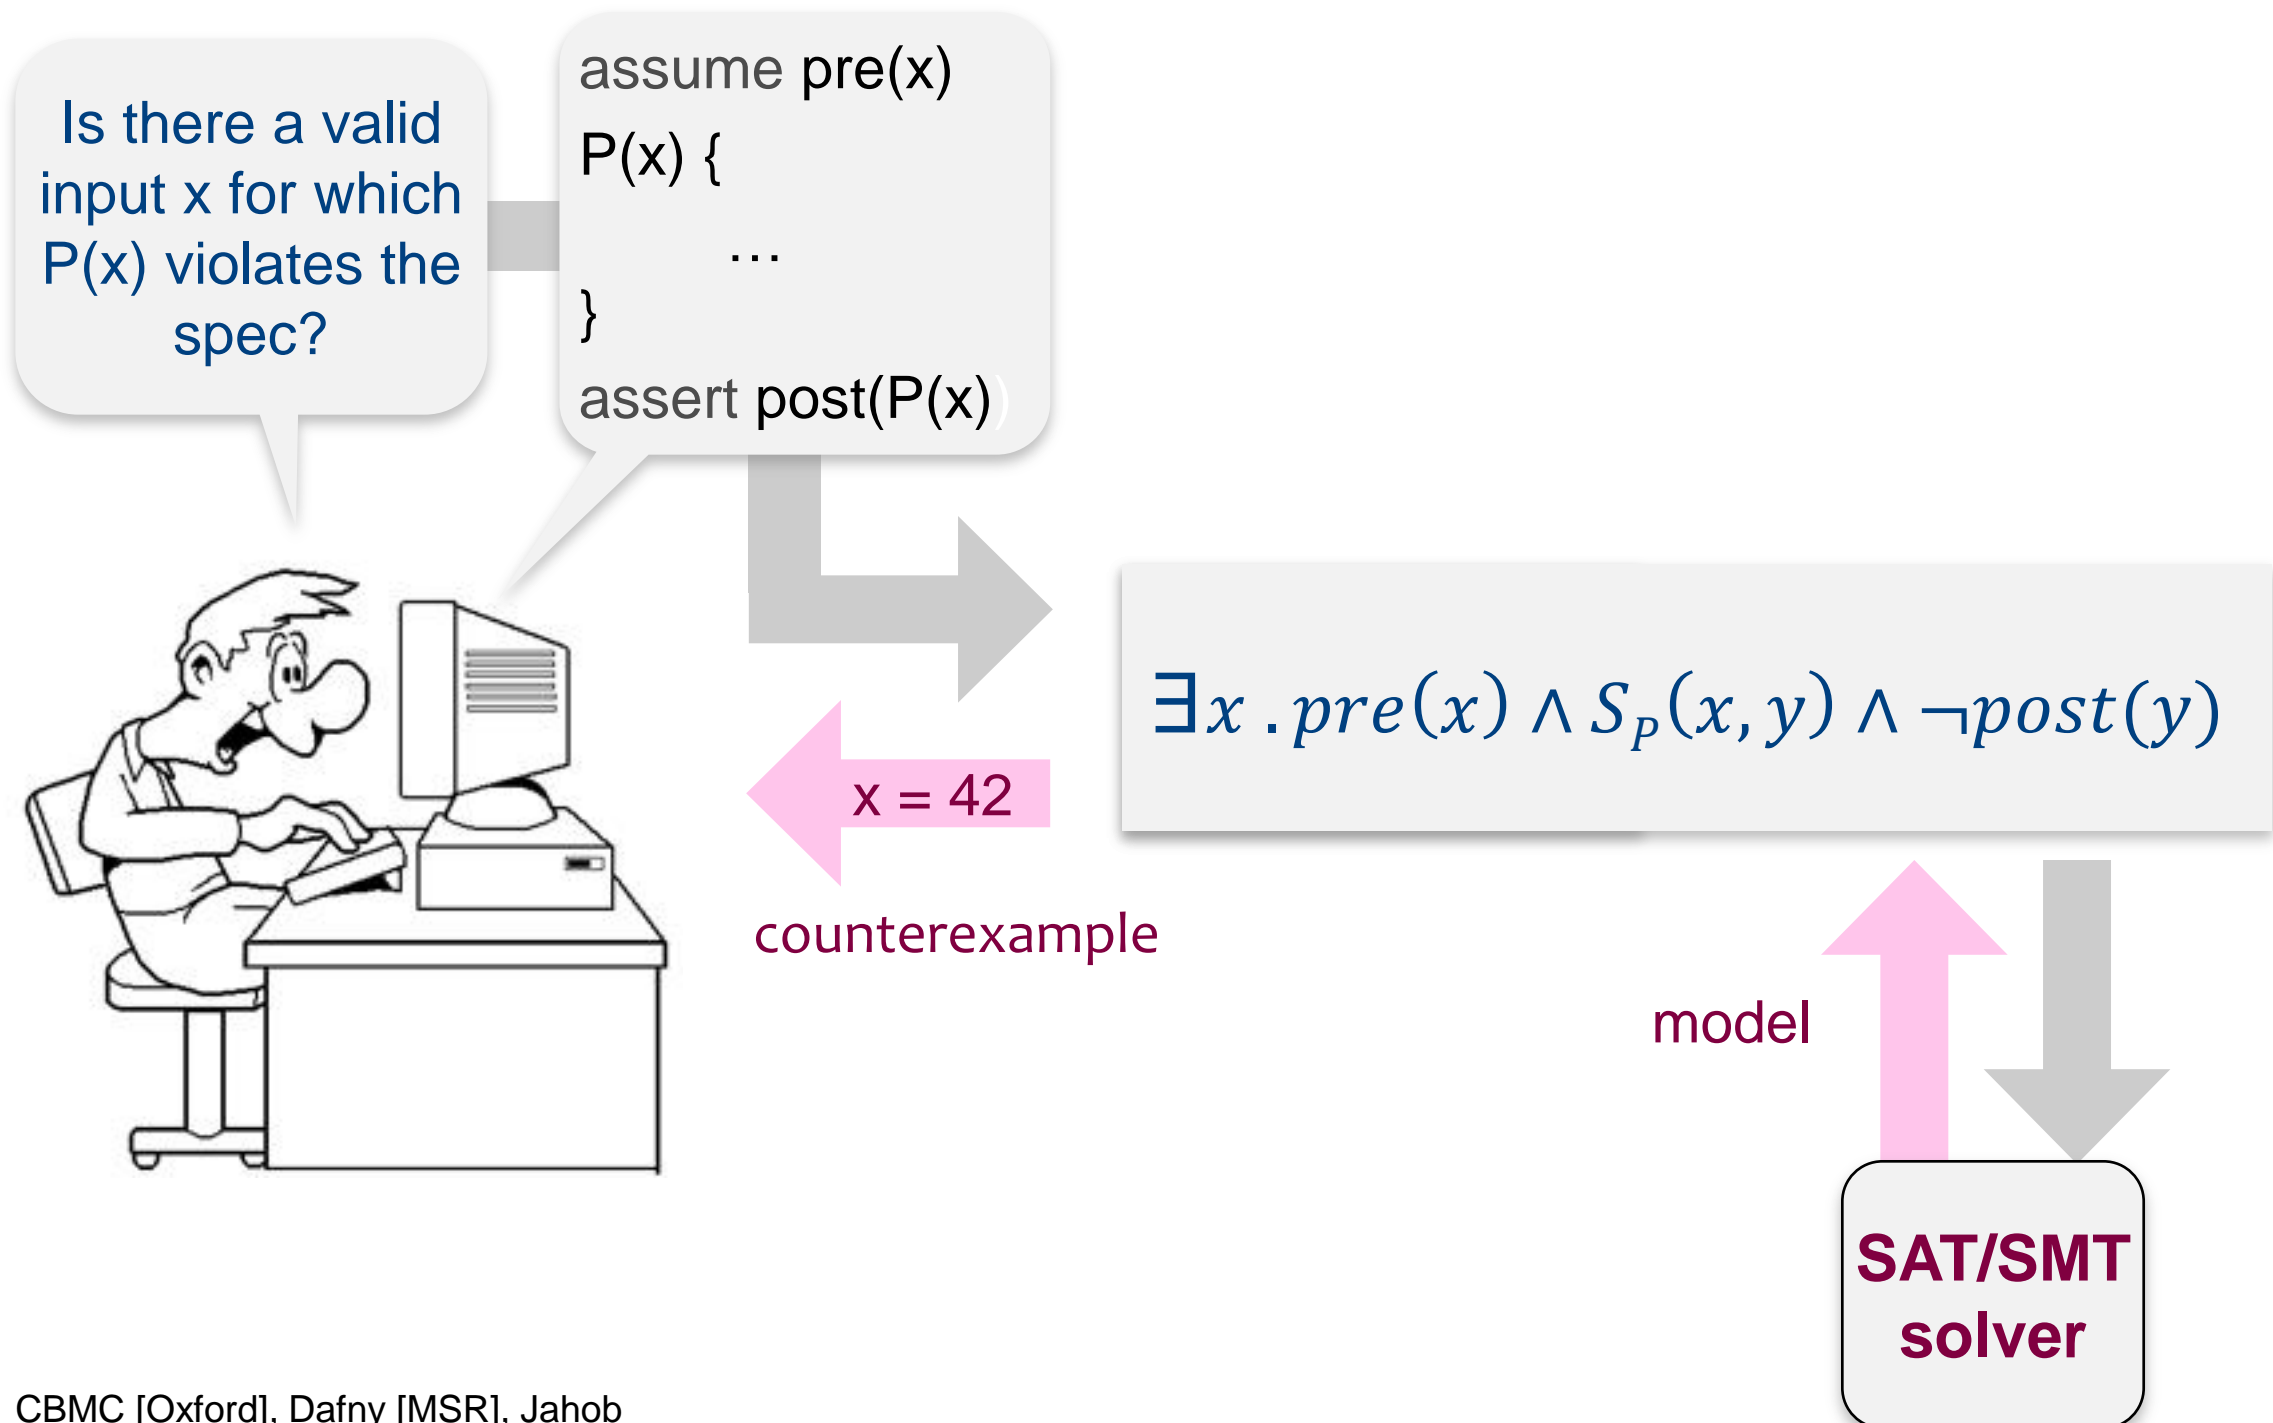 Is there a valid
input x for which
P(x) violates the
spec?
assume pre(x)
P(x) {
…
}
assert post(P(x))
∃x . pre(x) ∧ S_P(x, y) ∧ ¬post(y)
x = 42
counterexample
model
SAT/SMT
solver
CBMC [Oxford], Dafny [MSR], Jahob